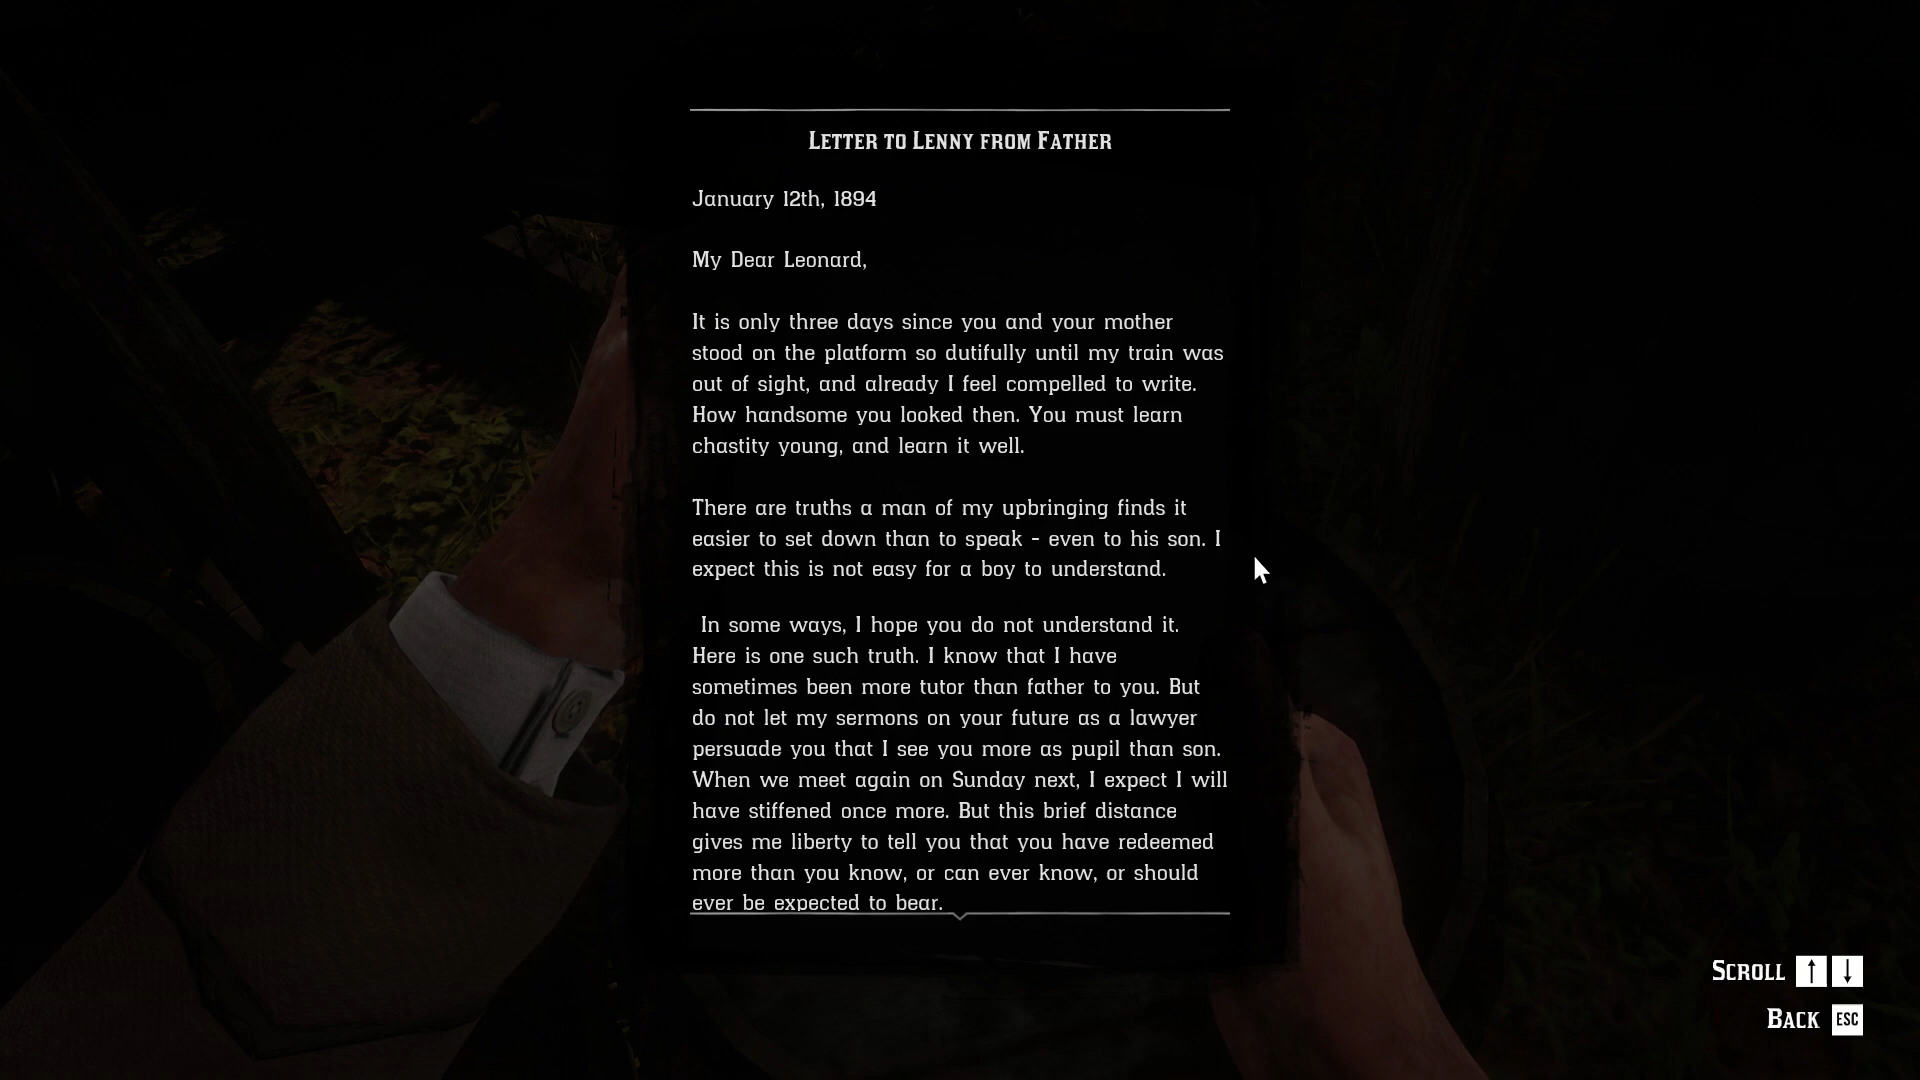 Letter to Lenny from Father
January 12th, 1894
My Dear Leonard,
It is only three days since you and your mother
stood on the platform so dutifully until my train was
out of sight, and already I feel compelled to write.
How handsome you looked then. You must learn
chastity young, and learn it well.
There are truths a man of my upbringing finds it
easier to set down than to speak - even to his son. I
expect this is not easy for a boy to understand.
In some ways, I hope you do not understand it.
Here is one such truth. I know that I have
sometimes been more tutor than father to you. But
do not let my sermons on your future as a lawyer
persuade you that I see you more as pupil than son.
When we meet again on Sunday next, I expect I will
have stiffened once more. But this brief distance
gives me liberty to tell you that you have redeemed
more than you know, or can ever know, or should
ever be expected to bear.
Scroll ↑ ↓
Back ESC